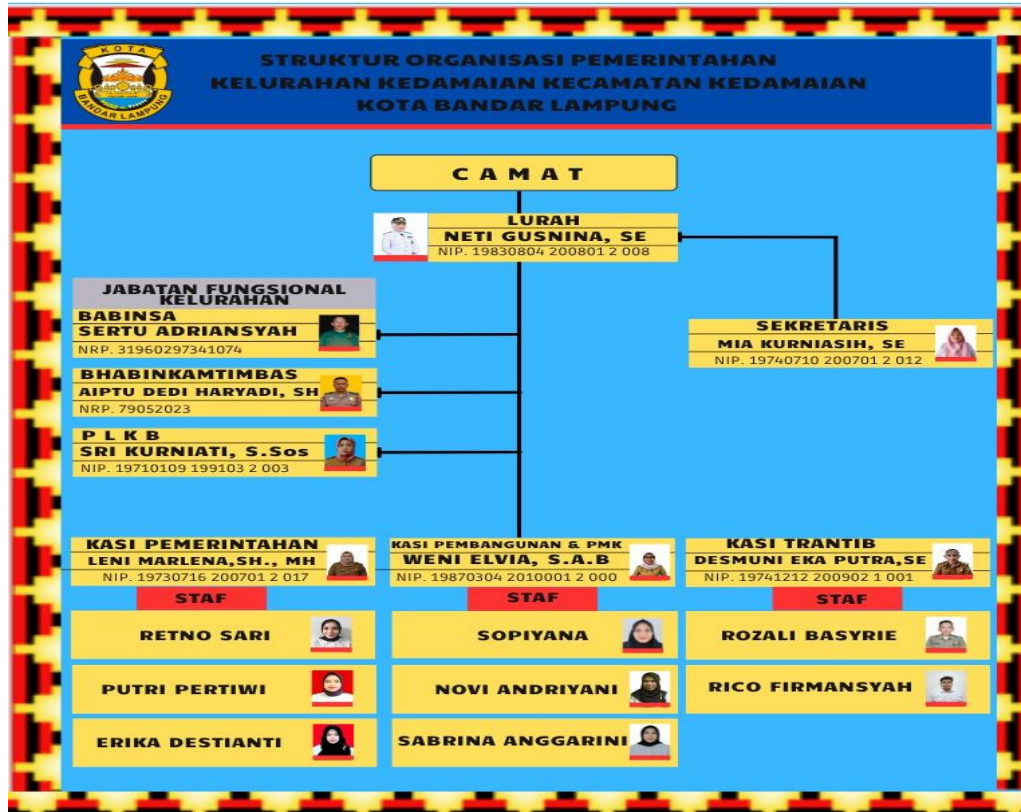 KOTA
BANDAR LAMPUNG
STRUKTUR ORGANISASI PEMERINTAHAN
KELURAHAN KEDAMAIAN KECAMATAN KEDAMAIAN
KOTA BANDAR LAMPUNG
CAMAT
LURAH
NETI GUSNINA, SE
NIP. 19830804 200801 2 008
JABATAN FUNGSIONAL
KELURAHAN
BABINSA
SERTU ADRIANSYAH
NRP. 31960297341074
BHABINKAMTIMBAS
AIPTU DEDI HARYADI, SH
NRP. 79052023
P L K B
SRI KURNIATI, S.Sos
NIP. 19710109 199103 2 003
SEKRETARIS
MIA KURNIASIH, SE
NIP. 19740710 200701 2 012
KASI PEMERINTAHAN
LENI MARLENA,SH., MH
NIP. 19730716 200701 2 017
STAF
RETNO SARI
PUTRI PERTIWI
ERIKA DESTIANTI
KASI PEMBANGUNAN & PMK
WENI ELVIA, S.A.B
NIP. 19870304 2010001 2 000
STAF
SOPIYANA
NOVI ANDRIYANI
SABRINA ANGGARINI
KASI TRANTIB
DESMUNI EKA PUTRA,SE
NIP. 19741212 200902 1 001
STAF
ROZALI BASYRIE
RICO FIRMANSYAH